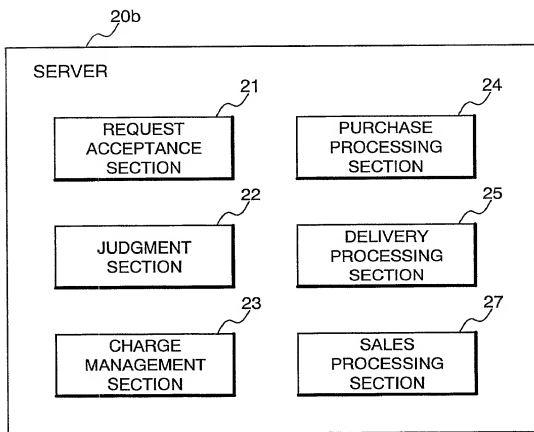 20b
SERVER
21
REQUEST
ACCEPTANCE
SECTION
24
PURCHASE
PROCESSING
SECTION
22
JUDGMENT
SECTION
25
DELIVERY
PROCESSING
SECTION
23
CHARGE
MANAGEMENT
SECTION
27
SALES
PROCESSING
SECTION